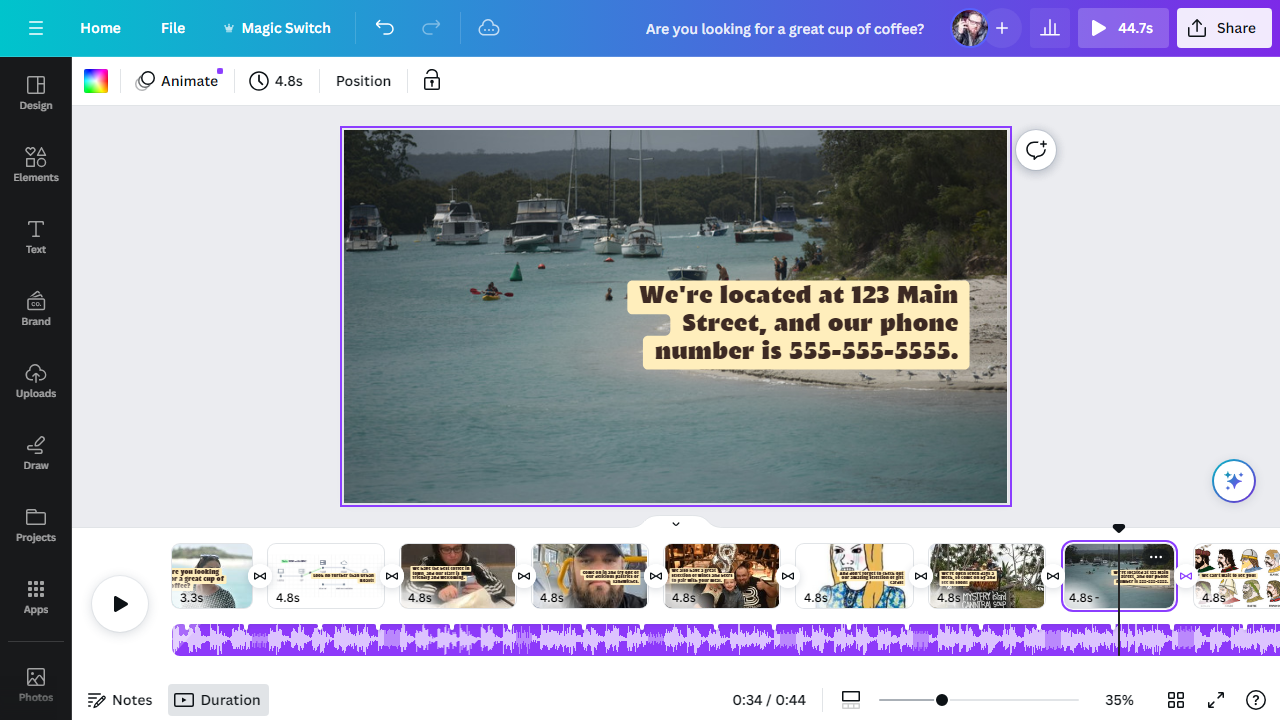 Home
File
Magic Switch
Are you looking for a great cup of coffee?
44.7s
Share
Design
Elements
Text
Brand
CO.
Uploads
Draw
Projects
Apps
Photos
Animate
4.8s
Position
We're located at 123 Main
Street, and our phone
number is 555-555-5555.
3.3s
4.8s
4.8s
4.8s
4.8s
4.8s
4.8s
4.8s
4.8s
Notes
Duration
0:34 / 0:44
35%